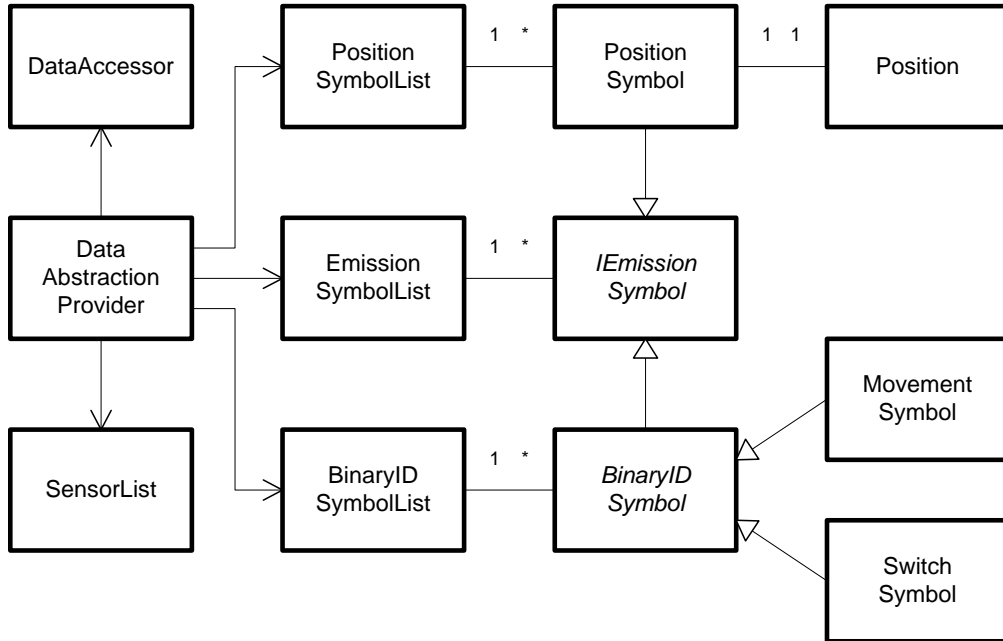 DataAccessor
Position
SymbolList
1 *
Position
Symbol
1 1
Position
Data
Abstraction
Provider
Emission
SymbolList
1 *
IEmission
Symbol
Movement
Symbol
SensorList
BinaryID
SymbolList
1 *
BinaryID
Symbol
Switch
Symbol